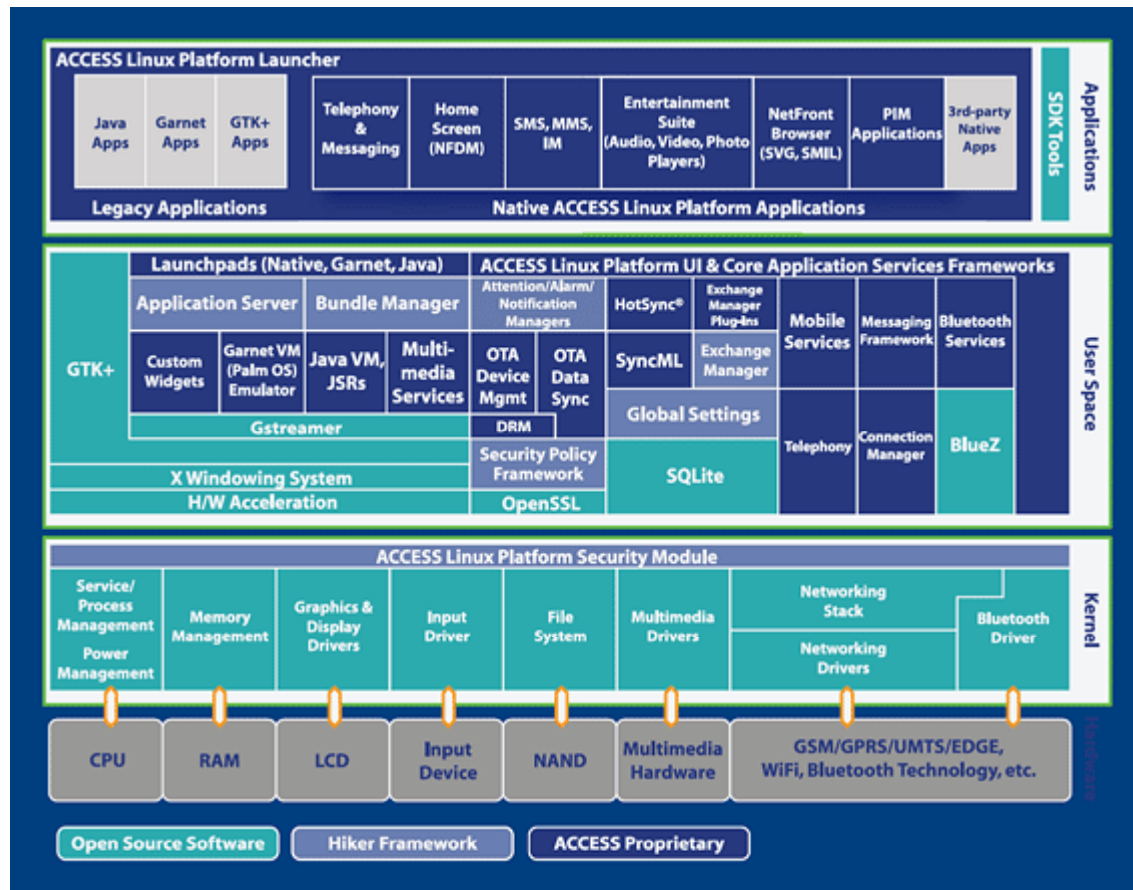 ACCESS Linux Platform Launcher
Java
Apps
Garnet
Apps
GTK+
Apps
Telephony
&
Messaging
Home
Screen
(NFDM)
SMS, MMS,
IM
Entertainment
Suite
(Audio, Video, Photo
Players)
NetFront
Browser
(SVG, SMIL)
PIM
Applications
3rd-party
Native
Apps
Legacy Applications
Native ACCESS Linux Platform Applications
SDK Tools
Applications
GTK+
Launchpads (Native, Garnet, Java)
ACCESS Linux Platform UI & Core Application Services Frameworks
Application Server
Bundle Manager
Attention/Alarm/
Notification
Managers
HotSync®
Exchange
Manager
Plug-Ins
Mobile
Services
Messaging
Framework
Bluetooth
Services
Custom
Widgets
Garnet VM
(Palm OS)
Emulator
Java VM,
JSRs
Multi-
media
Services
OTA
Device
Mgmt
OTA
Data
Sync
SyncML
Exchange
Manager
Gstreamer
DRM
Global Settings
Telephony
Connection
Manager
BlueZ
Security Policy
Framework
SQLite
X Windowing System
H/W Acceleration
OpenSSL
User Space
ACCESS Linux Platform Security Module
Service/
Process
Management
Power
Management
Memory
Management
Graphics &
Display
Drivers
Input
Driver
File
System
Multimedia
Drivers
Networking
Stack
Networking
Drivers
Bluetooth
Driver
Kernel
CPU
RAM
LCD
Input
Device
NAND
Multimedia
Hardware
GSM/GPRS/UMTS/EDGE,
WiFi, Bluetooth Technology, etc.
Hardware
Open Source Software
Hiker Framework
ACCESS Proprietary